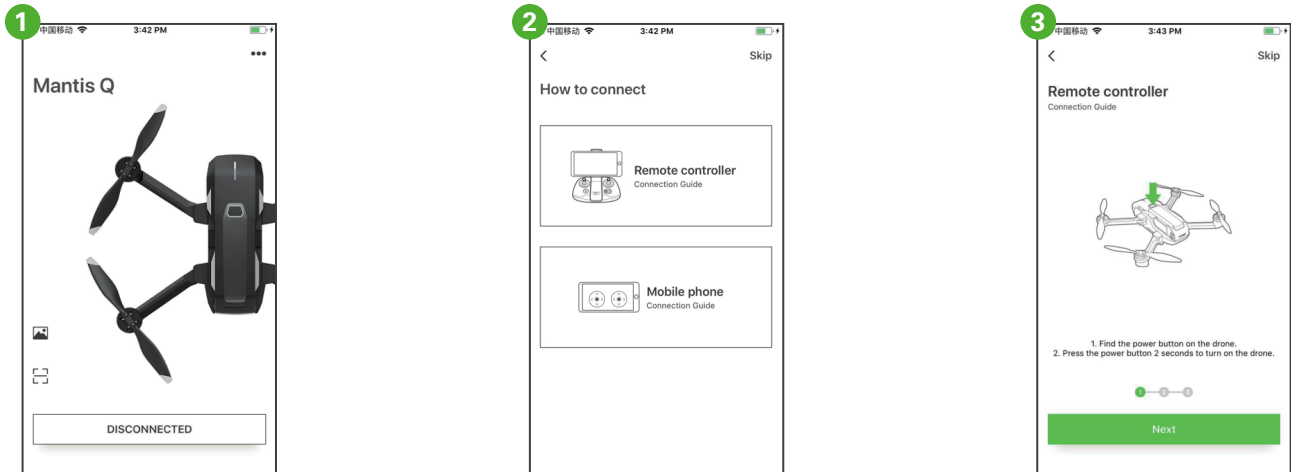 1
中国移动 3:42 PM
Mantis Q
DISCONNECTED
2
中国移动 3:42 PM
Skip
How to connect
Remote controller
Connection Guide
Mobile phone
Connection Guide
3
中国移动 3:43 PM
Skip
Remote controller
Connection Guide
1. Find the power button on the drone.
2. Press the power button 2 seconds to turn on the drone.
1 2 3
Next